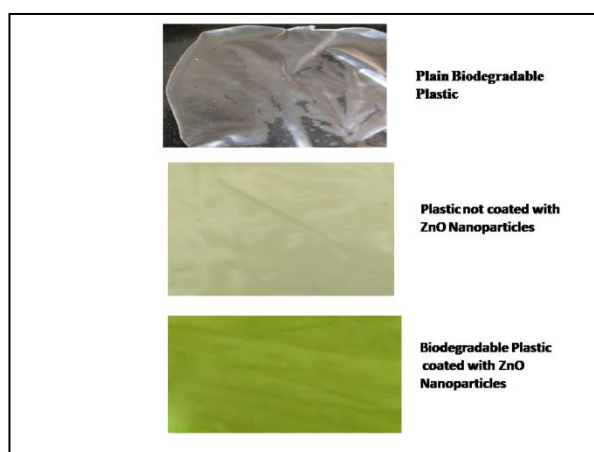 Plain Biodegradable
Plastic
Plastic not coated with
ZnO Nanoparticles
Biodegradable Plastic
coated with ZnO
Nanoparticles